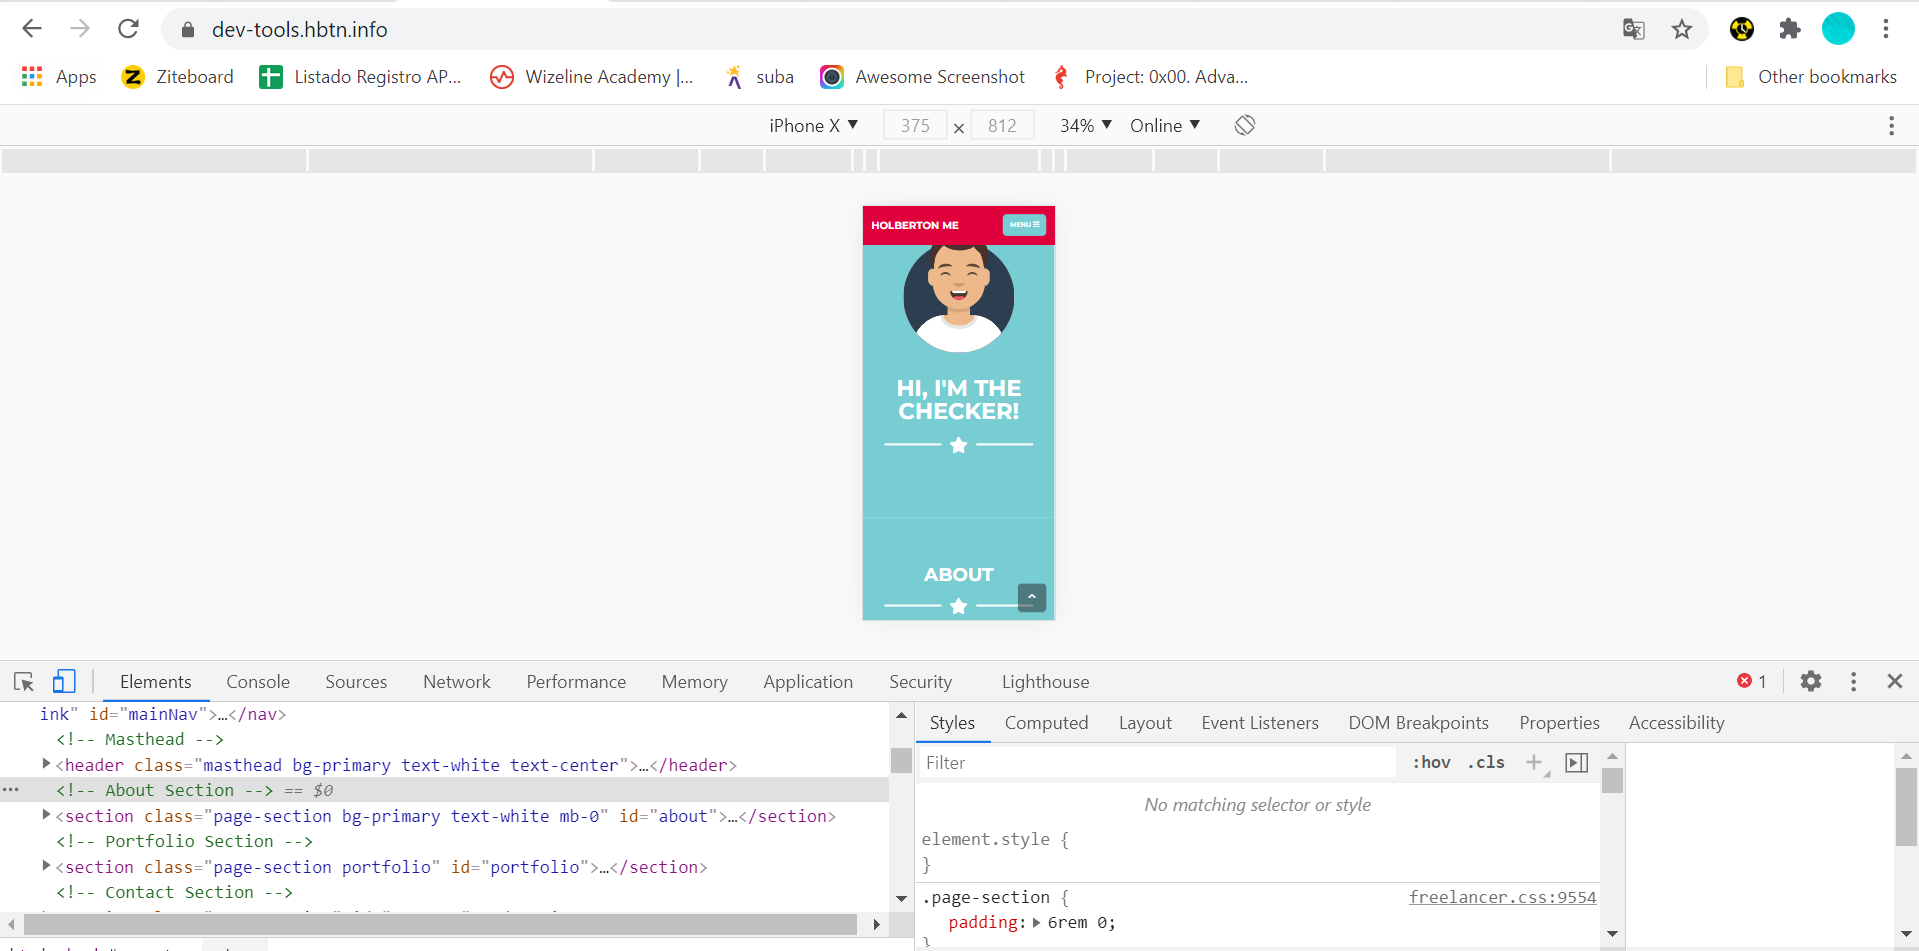 dev-tools.hbtn.info
Apps Ziteboard Listado Registro AP... Wizeline Academy |... suba Awesome Screenshot Project: 0x00. Adva... Other bookmarks
iPhone X ▼ 375 × 812 34% ▼ Online ▼
HOLBERTON ME MENU
HI, I'M THE
CHECKER!
ABOUT
Elements Console Sources Network Performance Memory Application Security Lighthouse 1
ink" id="mainNav">…</nav>
<!-- Masthead -->
<header class="masthead bg-primary text-white text-center">…</header>
<!-- About Section --> == $0
<section class="page-section bg-primary text-white mb-0" id="about">…</section>
<!-- Portfolio Section -->
<section class="page-section portfolio" id="portfolio">…</section>
<!-- Contact Section -->
Styles Computed Layout Event Listeners DOM Breakpoints Properties Accessibility
Filter :hov .cls
No matching selector or style
element.style {
}
.page-section { freelancer.css:9554
padding: 6rem 0;
}